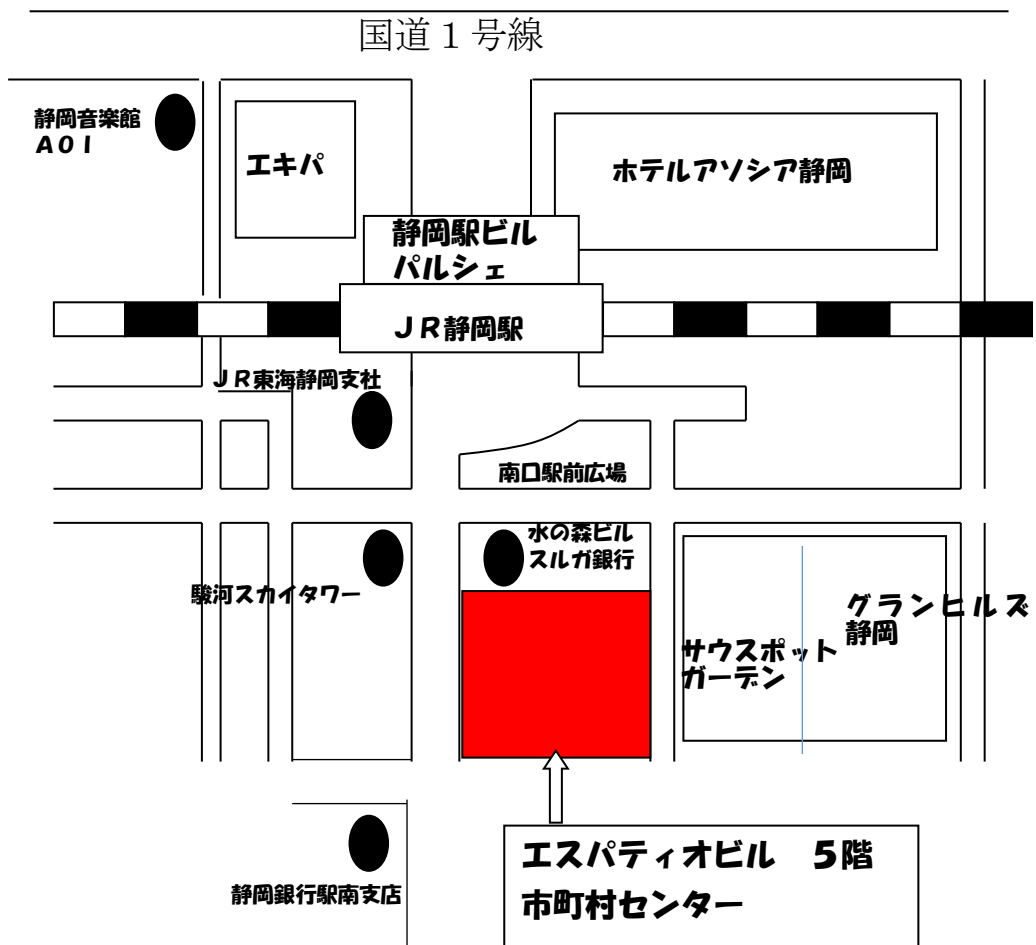 国道１号線
静岡音楽館
ＡＯＩ
エキパ
ホテルアソシア静岡
静岡駅ビル
パルシェ
ＪＲ静岡駅
ＪＲ東海静岡支社
南口駅前広場
水の森ビル
スルガ銀行
駿河スカイタワー
グランヒルズ
静岡
サウスポット
ガーデン
エスパティオビル　５階
市町村センター
静岡銀行駅南支店